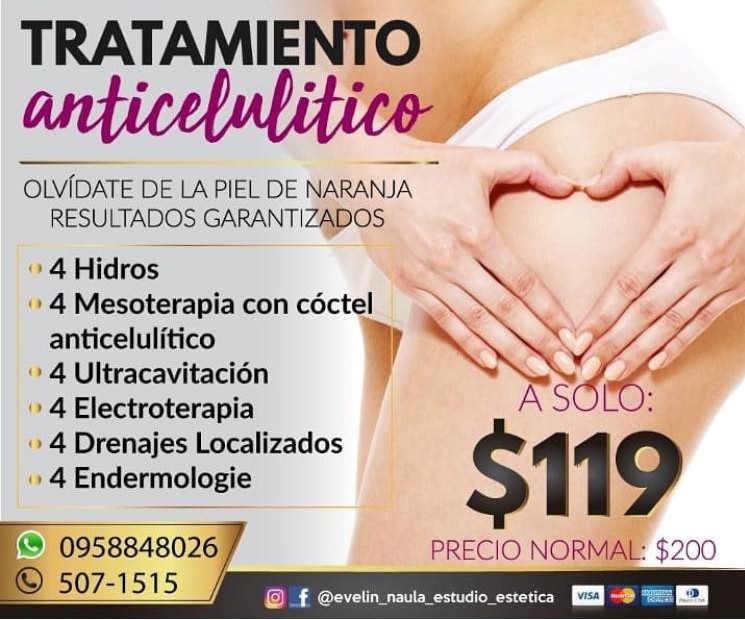 TRATAMIENTO
anticelulitico
OLVÍDATE DE LA PIEL DE NARANJA
RESULTADOS GARANTIZADOS
4 Hidros
4 Mesoterapia con cóctel
anticelulítico
4 Ultracavitación
4 Electroterapia
4 Drenajes Localizados
4 Endermologie
A SOLO:
$119
PRECIO NORMAL: $200
0958848026
507-1515
@evelin_naula_estudio_estetica
VISA